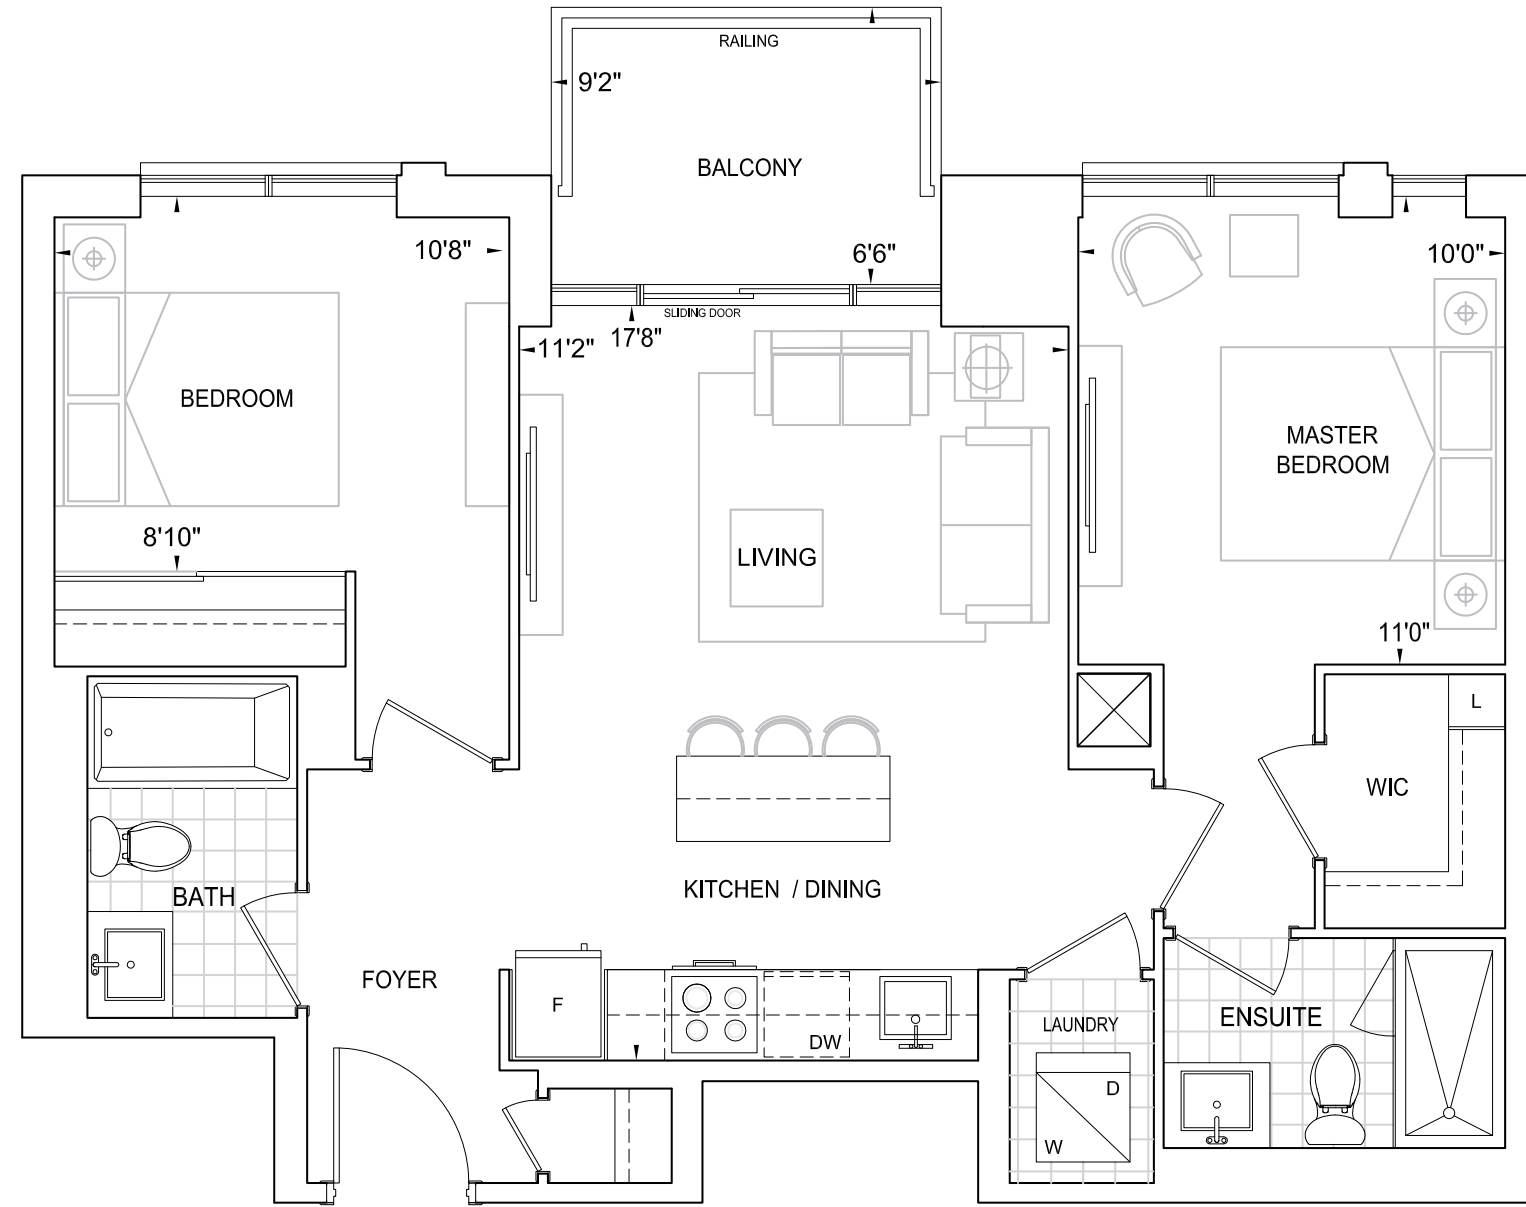 RAILING
9'2"
BALCONY
10'8"
6'6"
10'0"
SLIDING DOOR
11'2"
17'8"
BEDROOM
MASTER
BEDROOM
8'10"
LIVING
11'0"
L
WIC
KITCHEN / DINING
BATH
FOYER
F
DW
LAUNDRY
ENSUITE
D
W